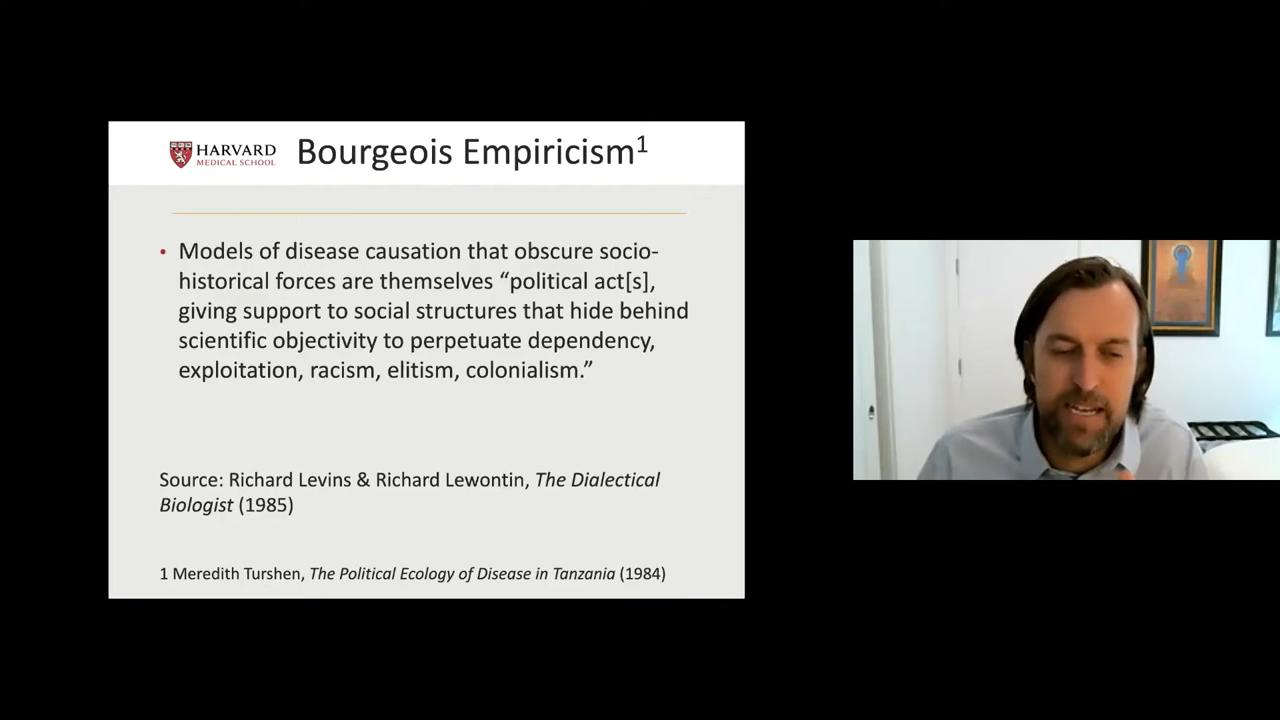 HARVARD
MEDICAL SCHOOL
Bourgeois Empiricism1
• Models of disease causation that obscure socio-
historical forces are themselves “political act[s],
giving support to social structures that hide behind
scientific objectivity to perpetuate dependency,
exploitation, racism, elitism, colonialism.”
Source: Richard Levins & Richard Lewontin, The Dialectical
Biologist (1985)
1 Meredith Turshen, The Political Ecology of Disease in Tanzania (1984)